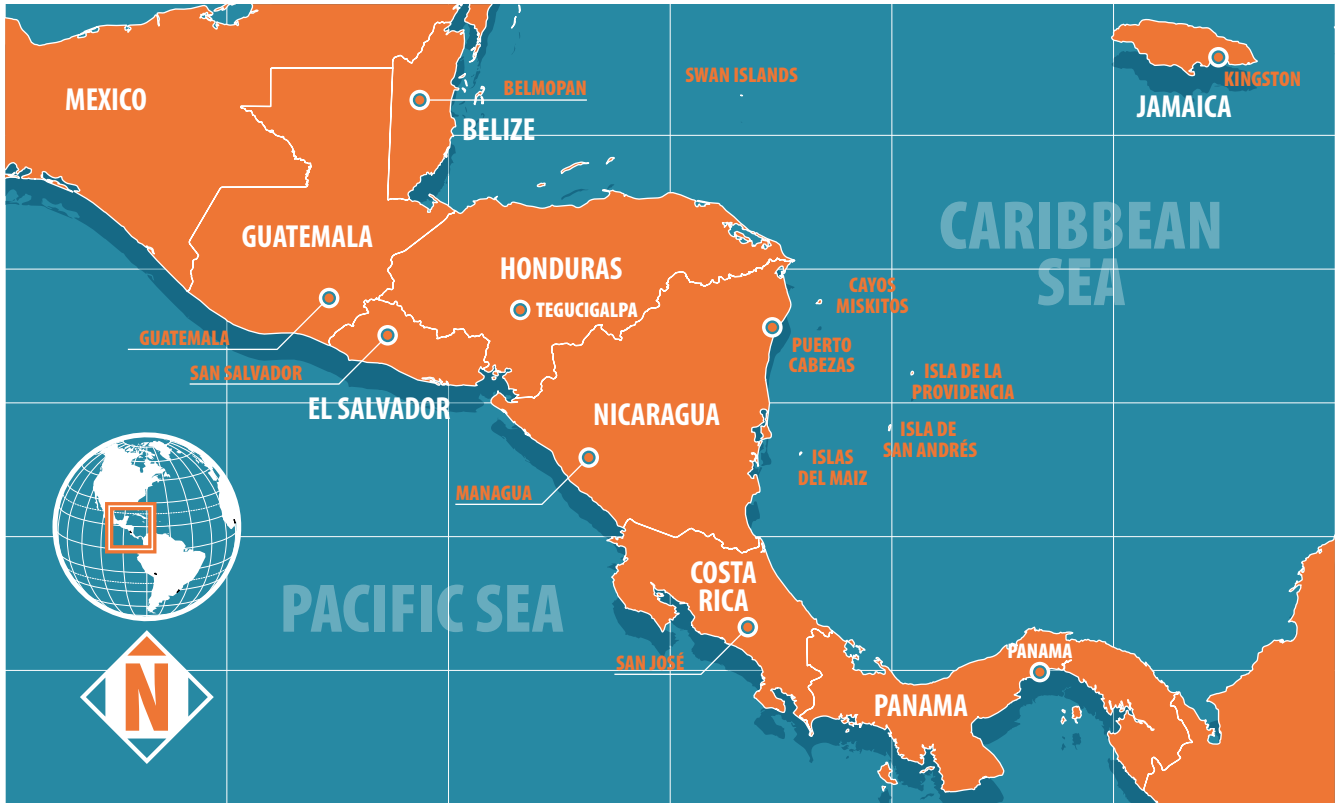 MEXICO
BELMOPAN
BELIZE
SWAN ISLANDS
KINGSTON
JAMAICA
GUATEMALA
HONDURAS
TEGUCIGALPA
CARIBBEAN
SEA
CAYOS
MISKITOS
GUATEMALA
SAN SALVADOR
EL SALVADOR
PUERTO
CABEZAS
ISLA DE LA
PROVIDENCIA
NICARAGUA
ISLA DE
SAN ANDRÉS
ISLAS
DEL MAIZ
MANAGUA
PACIFIC SEA
COSTA
RICA
SAN JOSÉ
PANAMA
PANAMA
N